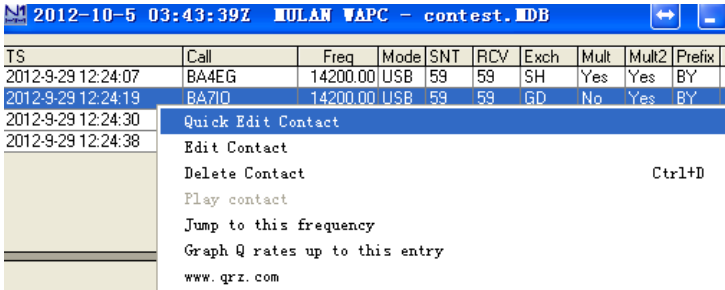 2012-10-5 03:43:39Z MULAN WAPC - contest.MDB
TS Call Freq Mode SNT RCV Exch Mult Mult2 Prefix
2012-9-29 12:24:07 BA4EG 14200.00 USB 59 59 SH Yes Yes BY
2012-9-29 12:24:19 BA7IO 14200.00 USB 59 59 GD No Yes BY
2012-9-29 12:24:30
2012-9-29 12:24:38
Quick Edit Contact
Edit Contact
Delete Contact Ctrl+D
Play contact
Jump to this frequency
Graph Q rates up to this entry
www.qrz.com